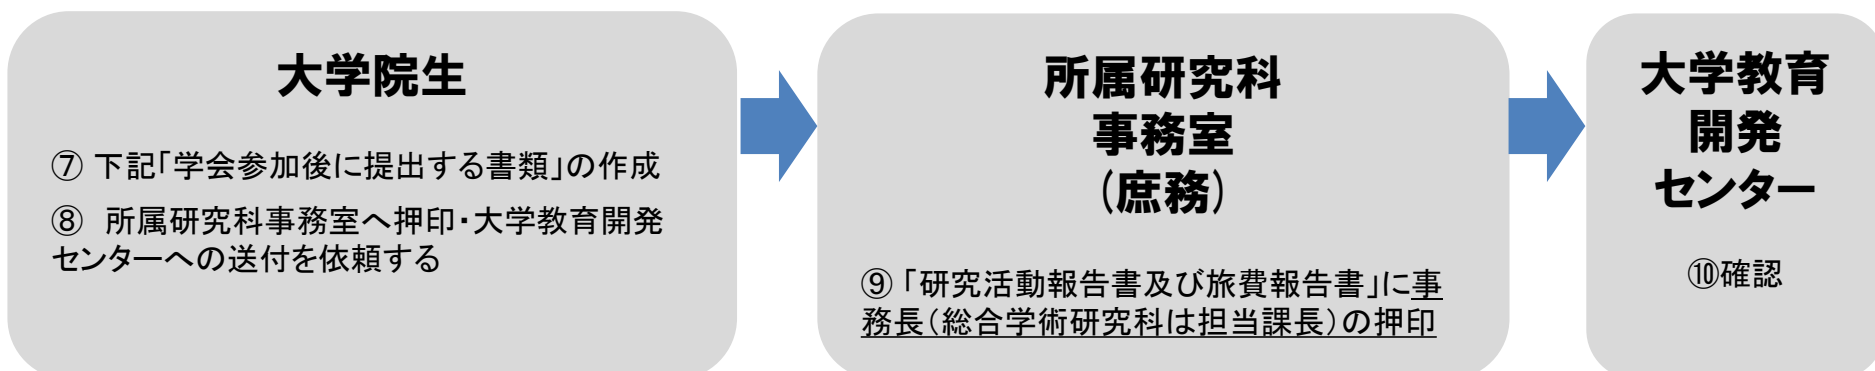 大学院生
⑦ 下記「学会参加後に提出する書類」の作成
⑧ 所属研究科事務室へ押印・大学教育開発
センターへの送付を依頼する
所属研究科
事務室
(庶務)
⑨「研究活動報告書及び旅費報告書」に事
務長(総合学術研究科は担当課長)の押印
大学教育
開発
センター
⑩確認